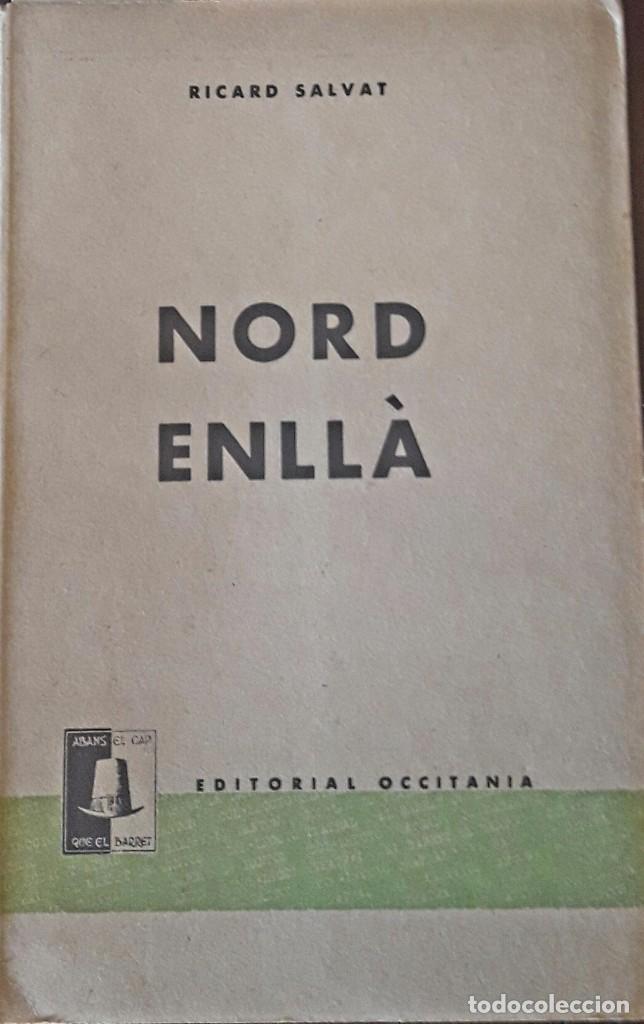 RICARD SALVAT
NORD
ENLLÀ
ABANS EL CAP
QUE EL BARRET
EDITORIAL OCCITANIA
todocoleccion